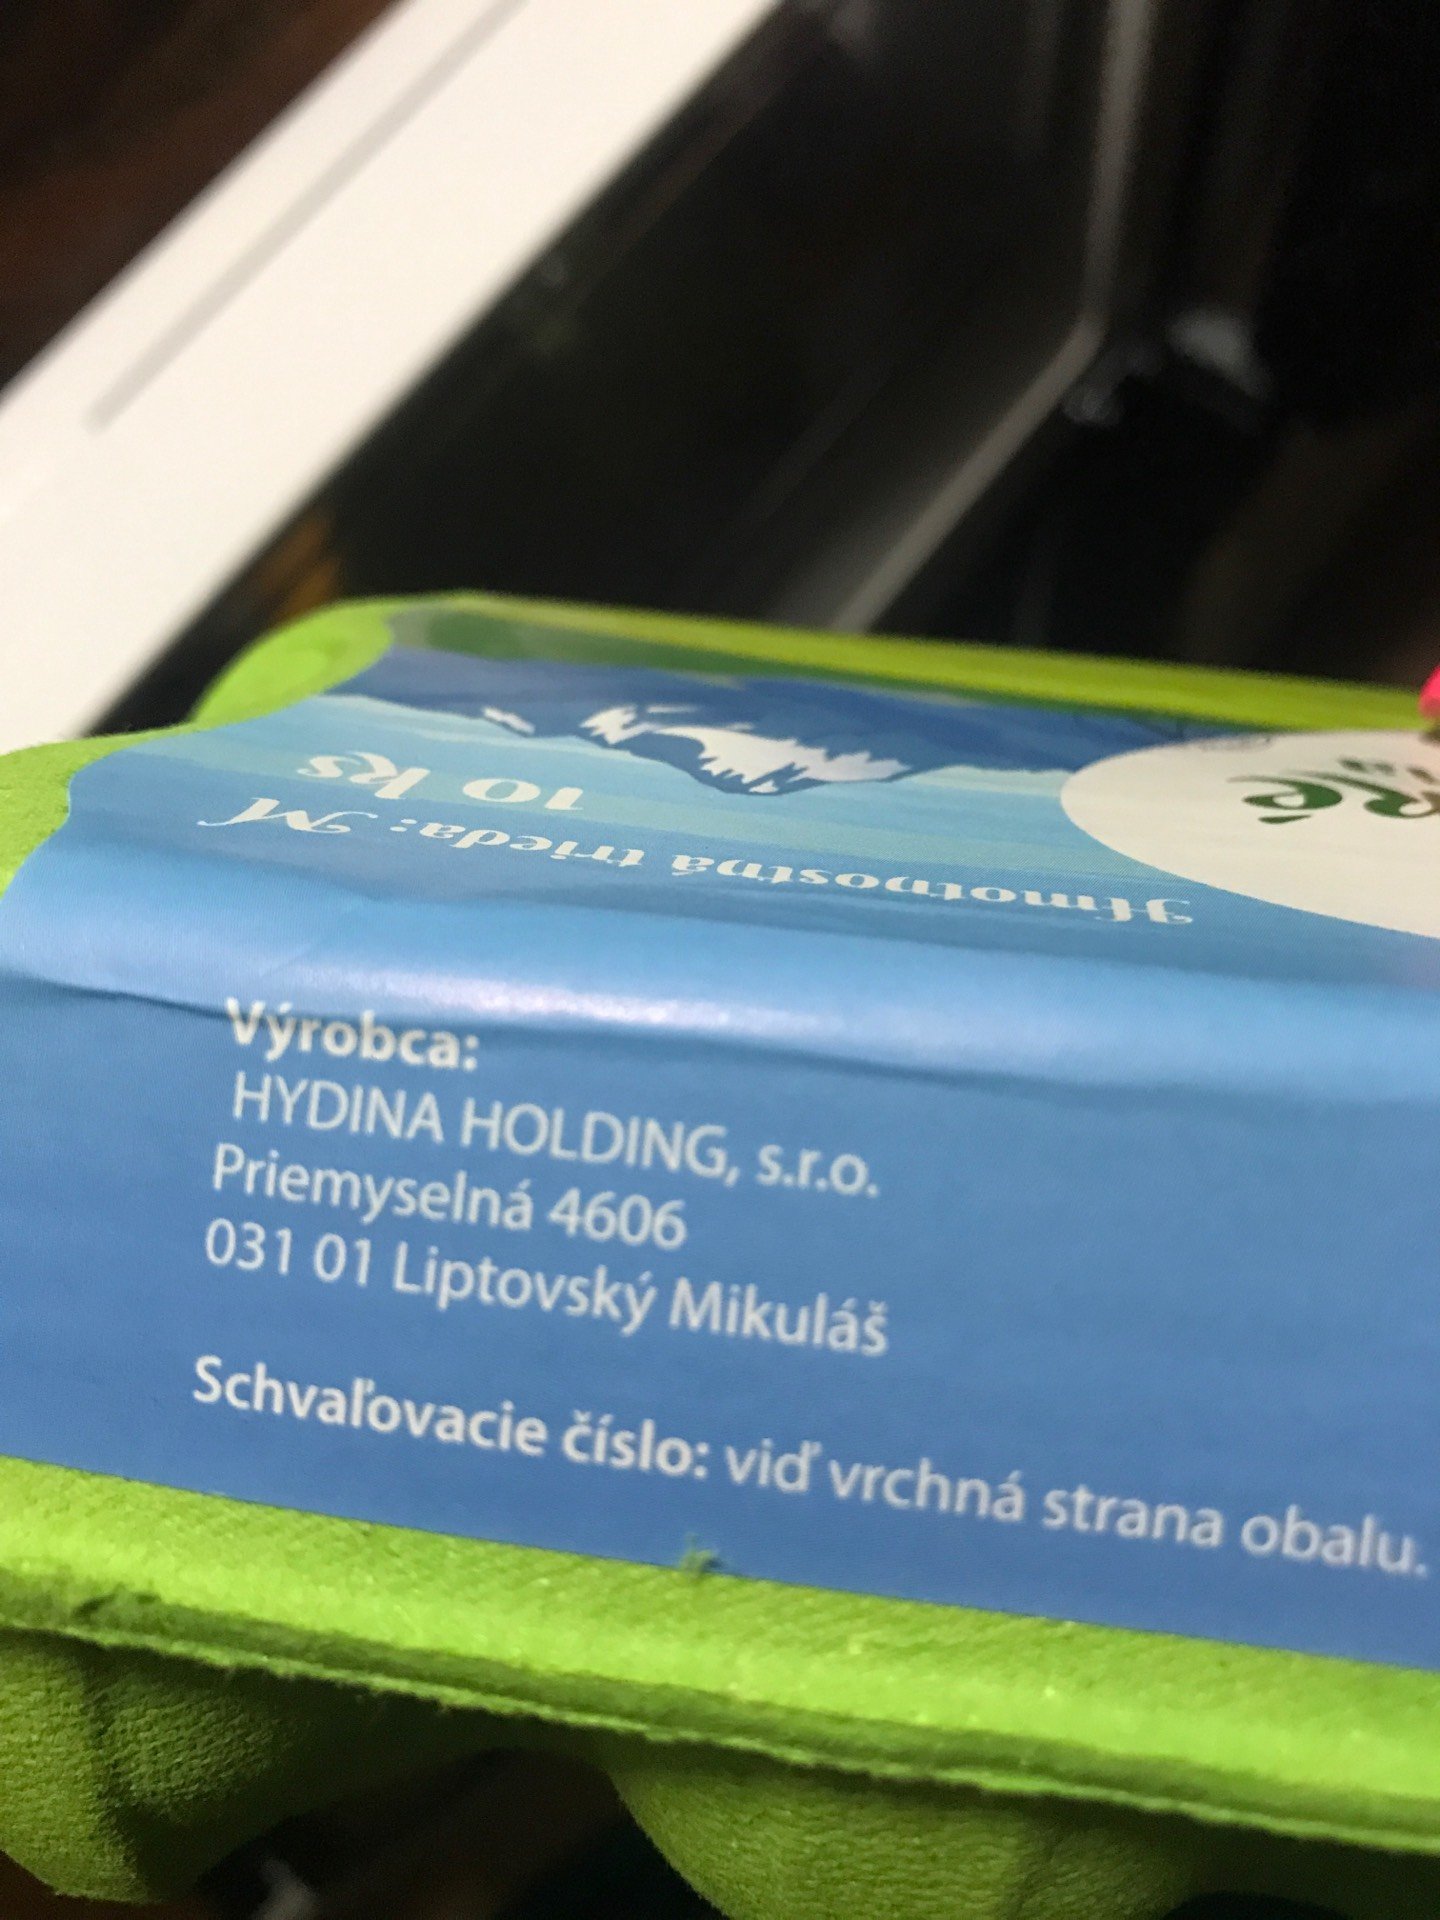 10 ks
Hmotnostná trieda: M
Výrobca:
HYDINA HOLDING, s.r.o.
Priemyselná 4606
031 01 Liptovský Mikuláš
Schvaľovacie číslo: viď vrchná strana obalu.